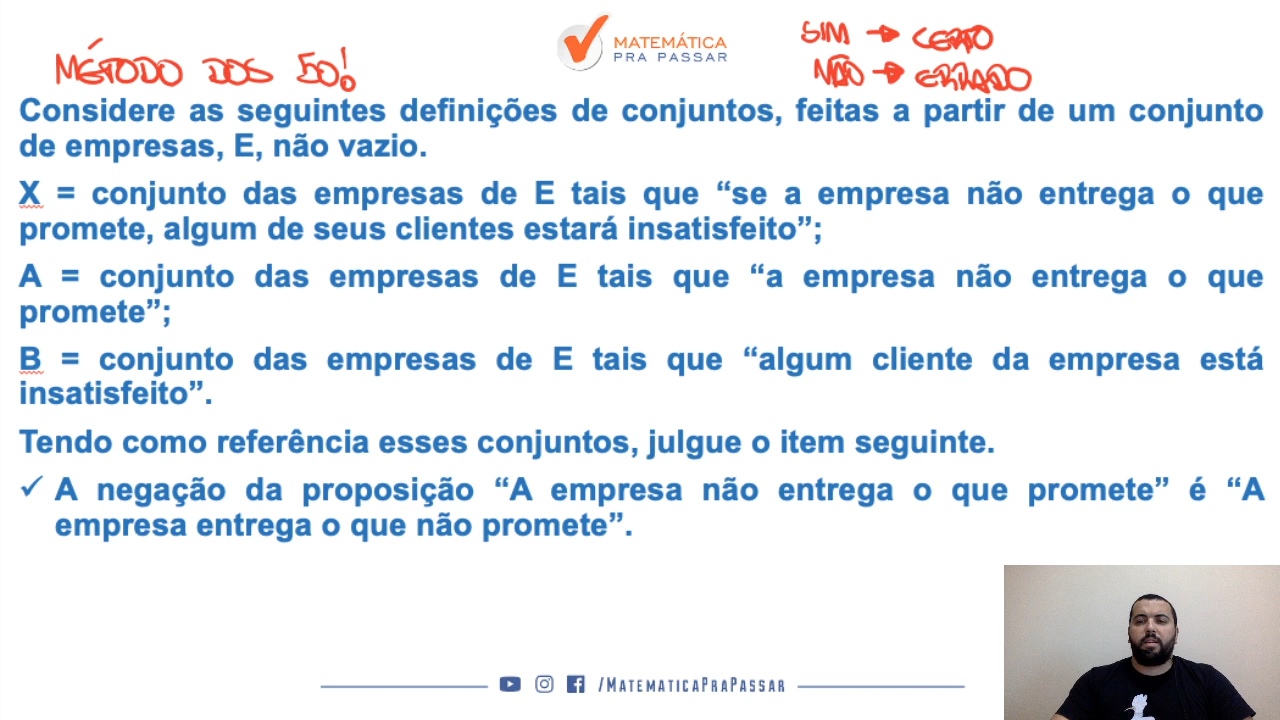 MÉTODO DOS 50!
MATEMÁTICA
PRA PASSAR
SIM → CERTO
NÃO → ERRADO
Considere as seguintes definições de conjuntos, feitas a partir de um conjunto
de empresas, E, não vazio.
X = conjunto das empresas de E tais que “se a empresa não entrega o que
promete, algum de seus clientes estará insatisfeito”;
A = conjunto das empresas de E tais que “a empresa não entrega o que
promete”;
B = conjunto das empresas de E tais que “algum cliente da empresa está
insatisfeito”.
Tendo como referência esses conjuntos, julgue o item seguinte.
✓ A negação da proposição “A empresa não entrega o que promete” é “A
empresa entrega o que não promete”.
/MATEMATICAPRAPASSAR